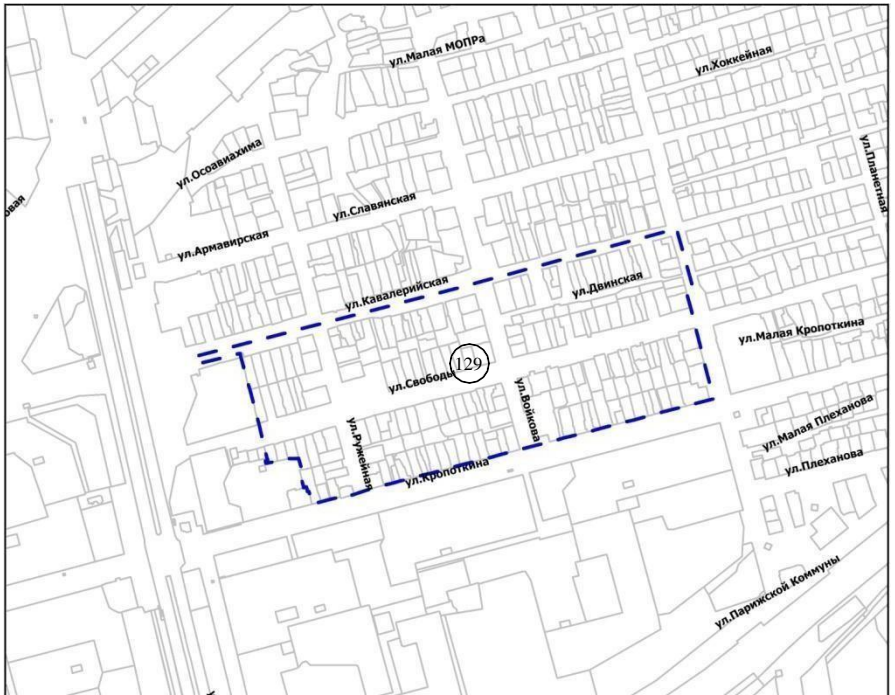 ул.Малая МОПРа
ул.Хоккейная
ул.Осоавиахима
ул.Планетная
овая
ул.Славянская
ул.Армавирская
ул.Кавалерийская
ул.Двинская
ул.Малая Кропоткина
129
ул.Свободы
ул.Войкова
ул.Ружейная
ул.Малая Плеханова
ул.Плеханова
ул.Кропоткина
ул.Парижской Коммуны